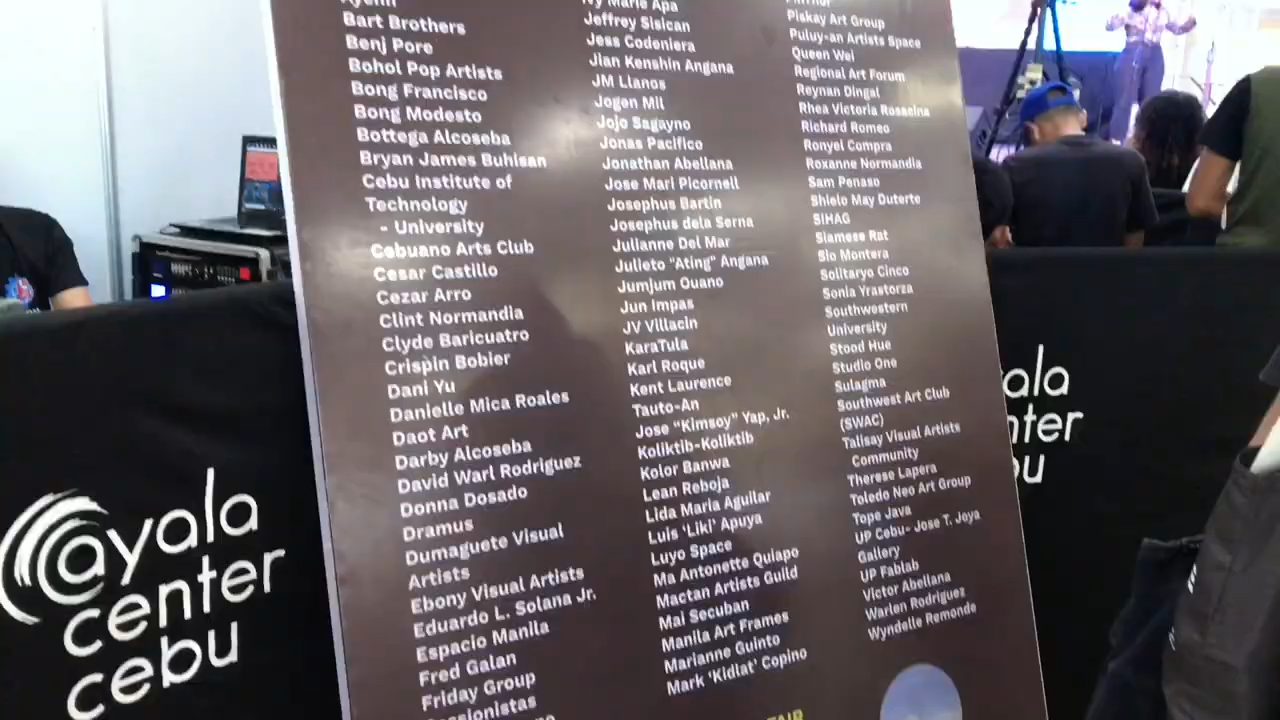 Bart Brothers
Benj Pore
Bohol Pop Artists
Bong Francisco
Bong Modesto
Bottega Alcoseba
Bryan James Buhisan
Cebu Institute of
Technology
- University
Cebuano Arts Club
Cesar Castillo
Cezar Arro
Clint Normandia
Clyde Baricuatro
Crispin Bobier
Dani Yu
Danielle Mica Roales
Daot Art
Darby Alcoseba
David Warl Rodriguez
Donna Dosado
Dramus
Dumaguete Visual
Artists
Ebony Visual Artists
Eduardo L. Solana Jr.
Espacio Manila
Fred Galan
Friday Group
Ivy Marie Apa
Jeffrey Sisican
Jess Codeniera
Jian Kenshin Angana
JM Llanos
Jogen Mil
Jojo Sagayno
Jonas Pacifico
Jonathan Abellana
Jose Mari Picornell
Josephus Bartin
Josephus dela Serna
Julianne Del Mar
Julieto "Ating" Angana
Jumjum Ouano
Jun Impas
JV Villacin
KaraTula
Karl Roque
Kent Laurence
Tauto-An
Jose "Kimsoy" Yap, Jr.
Koliktib-Koliktib
Kolor Banwa
Lean Reboja
Lida Maria Aguilar
Luis 'Liki' Apuya
Luyo Space
Ma Antonette Quiapo
Mactan Artists Guild
Mai Secuban
Manila Art Frames
Marianne Guinto
Mark 'Kidlat' Copino
Piskay Art Group
Puluy-an Artists Space
Queen Wei
Regional Art Forum
Reynan Dingal
Rhea Victoria Rosacina
Richard Romeo
Ronyel Compra
Roxanne Normandia
Sam Penaso
Shielo May Duterte
SIHAG
Siamese Rat
Sio Montera
Solitaryo Cinco
Sonia Yrastorza
Southwestern
University
Stood Hue
Studio One
Sulagma
Southwest Art Club
(SWAC)
Talisay Visual Artists
Community
Therese Lapera
Toledo Neo Art Group
Tope Java
UP Cebu- Jose T. Joya
Gallery
UP Fablab
Victor Abellana
Warlen Rodriguez
Wyndelle Remonde
FAIR
ayala
center
cebu